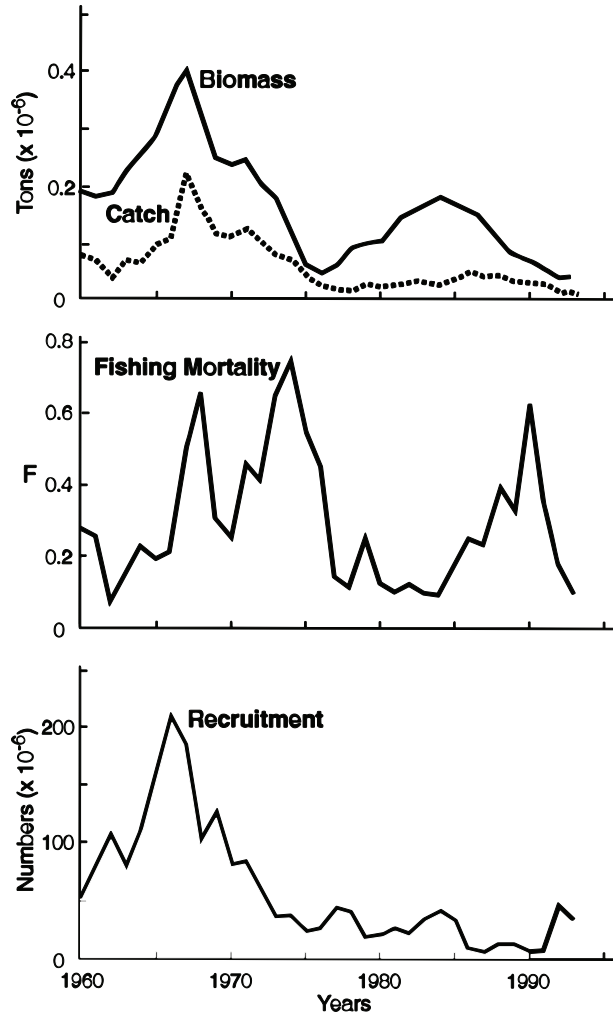 Tons (x 10⁻⁶)
0.4
0.2
0
Biomass
Catch
F
0.8
0.6
0.4
0.2
0
Fishing Mortality
Numbers (x 10⁻⁶)
200
100
0
Recruitment
1960 1970 1980 1990
Years